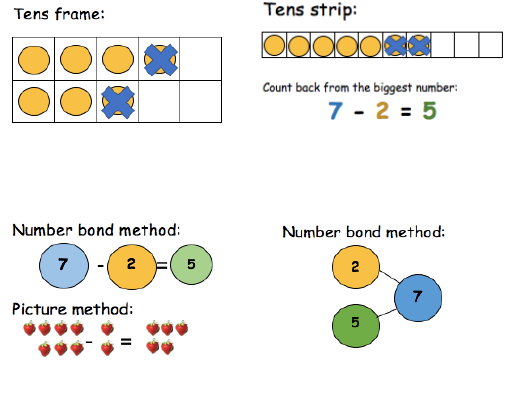 Tens frame:
Tens strip:
Count back from the biggest number:
7 - 2 = 5
Number bond method:
7 - 2 = 5
Picture method:
- =
Number bond method:
2
7
5